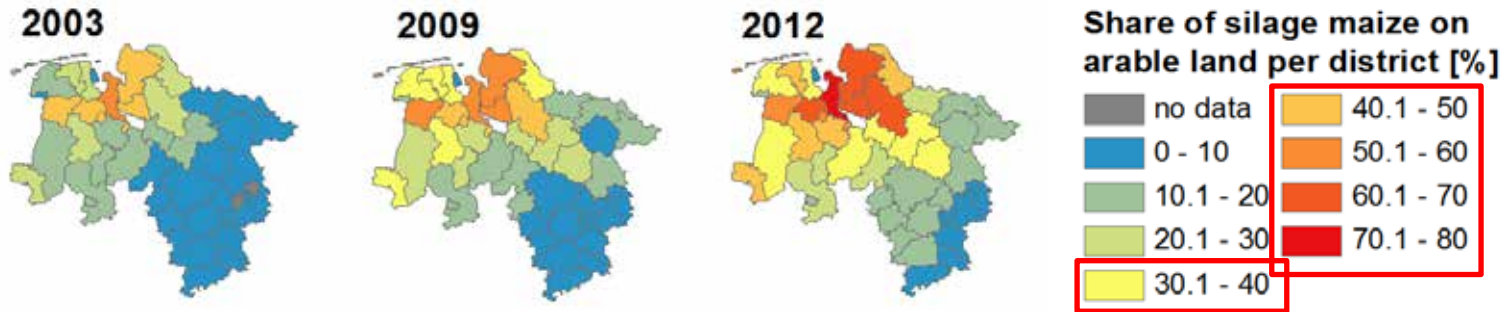 2003
2009
2012
Share of silage maize on
arable land per district [%]
no data
0 - 10
10.1 - 20
20.1 - 30
30.1 - 40
40.1 - 50
50.1 - 60
60.1 - 70
70.1 - 80